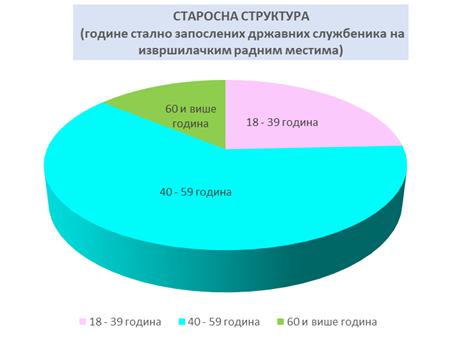 СТАРОСНА СТРУКТУРА
(године стално запослених државних службеника на
извршилачким радним местима)
60 и више
година
18 - 39 година
40 - 59 година
18 - 39 година 40 - 59 година 60 и више година